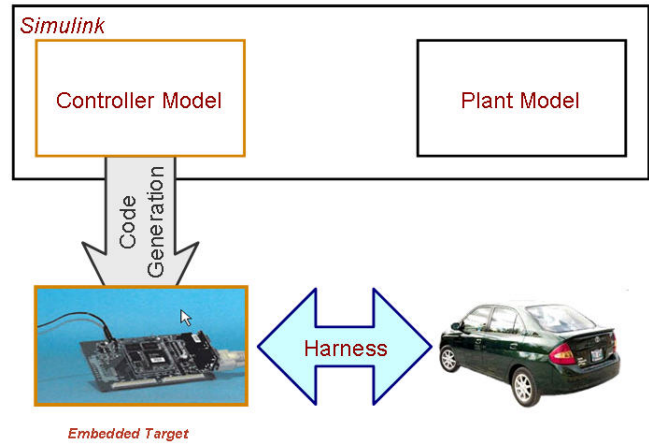 Simulink
Controller Model
Plant Model
Code
Generation
Harness
Embedded Target